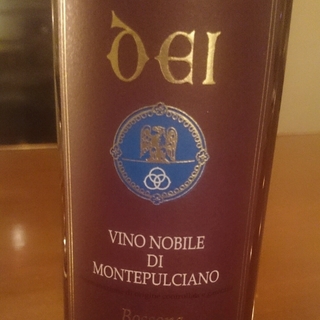 DEI
VINO NOBILE
DI
MONTEPULCIANO